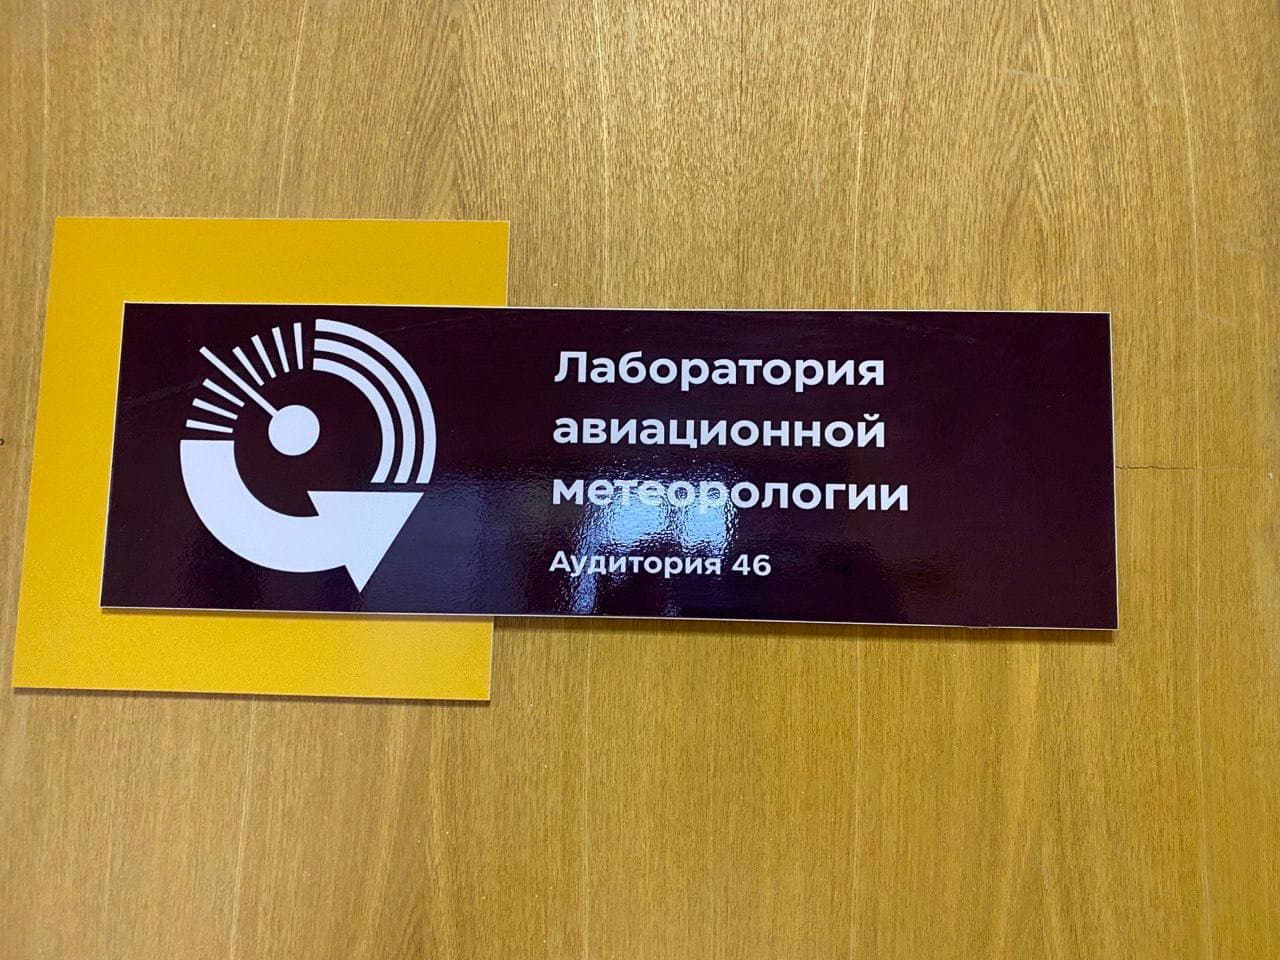 Лаборатория
авиационной
метеорологии
Аудитория 46